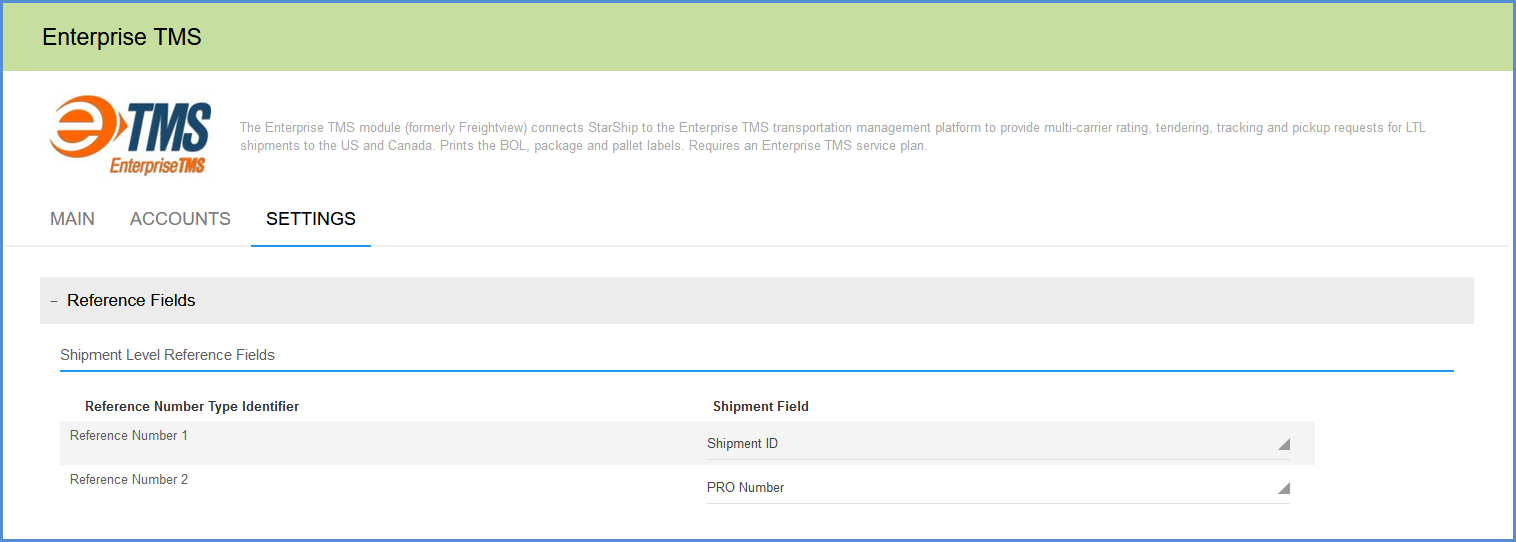 Enterprise TMS
eTMS
EnterpriseTMS
The Enterprise TMS module (formerly Freightview) connects StarShip to the Enterprise TMS transportation management platform to provide multi-carrier rating, tendering, tracking and pickup requests for LTL
shipments to the US and Canada. Prints the BOL, package and pallet labels. Requires an Enterprise TMS service plan.
MAIN ACCOUNTS SETTINGS
– Reference Fields
Shipment Level Reference Fields
Reference Number Type Identifier Shipment Field
Reference Number 1 Shipment ID
Reference Number 2 PRO Number